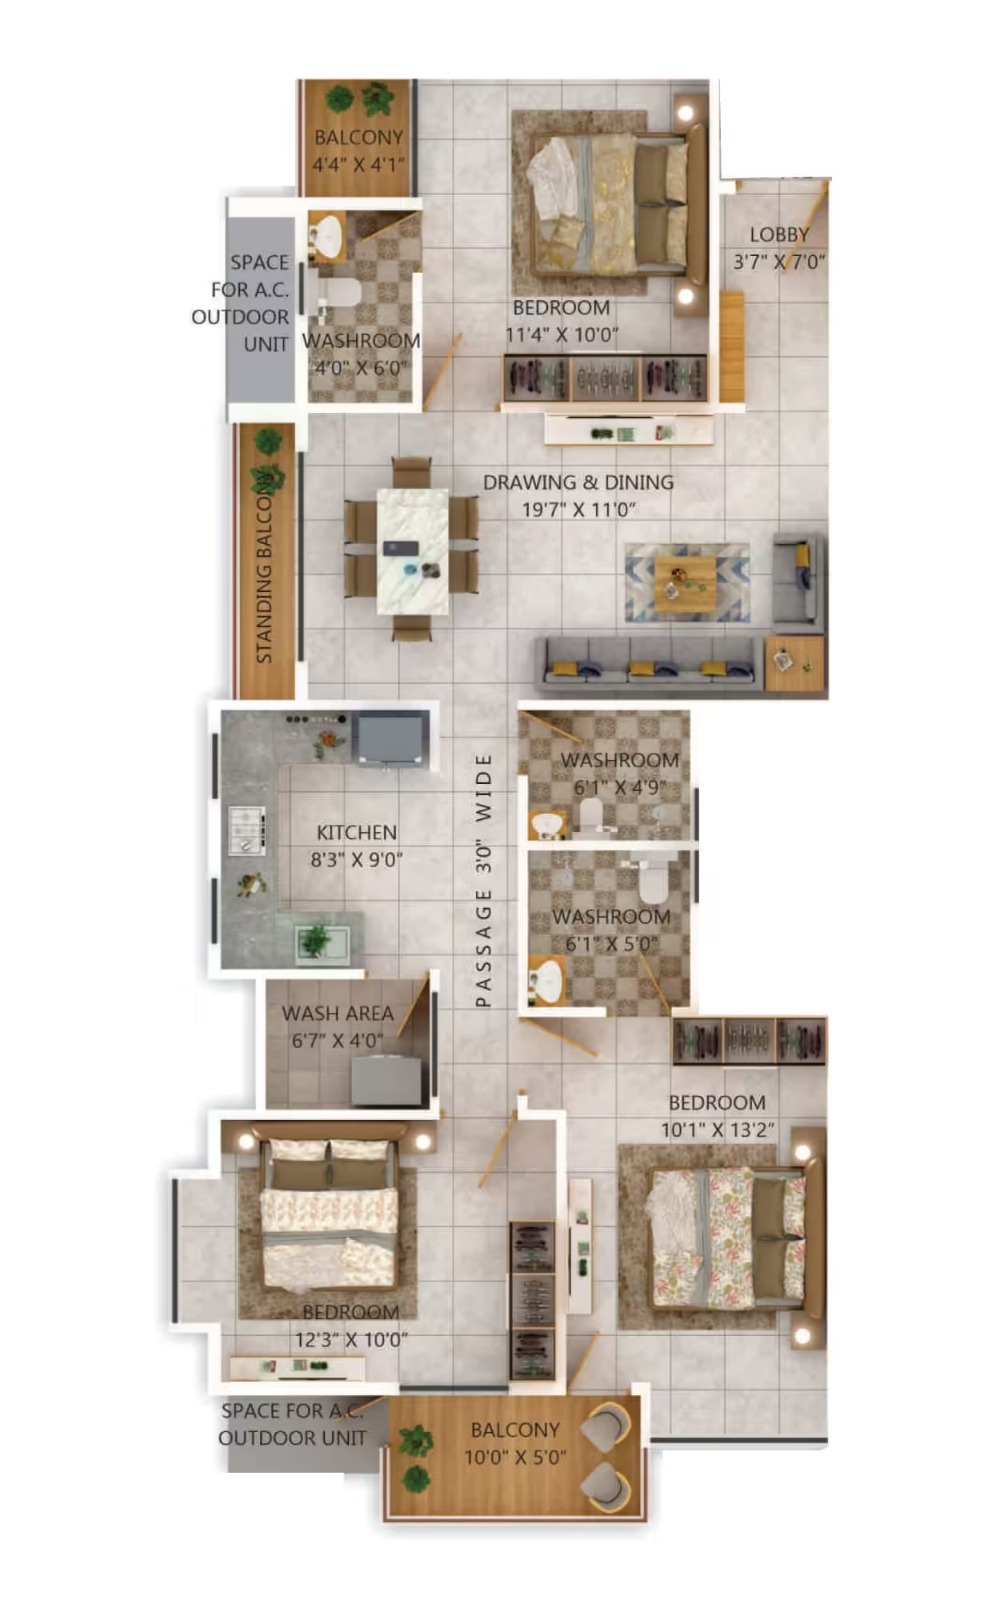 BALCONY
4'4" X 4'1"
LOBBY
3'7" X 7'0"
SPACE
FOR A.C.
OUTDOOR
UNIT
BEDROOM
11'4" X 10'0"
WASHROOM
4'0" X 6'0"
DRAWING & DINING
19'7" X 11'0"
STANDING BALCONY
WASHROOM
6'1" X 4'9"
KITCHEN
8'3" X 9'0"
PASSAGE 3'0" WIDE
WASHROOM
6'1" X 5'0"
WASH AREA
6'7" X 4'0"
BEDROOM
10'1" X 13'2"
BEDROOM
12'3" X 10'0"
SPACE FOR A.C.
OUTDOOR UNIT
BALCONY
10'0" X 5'0"